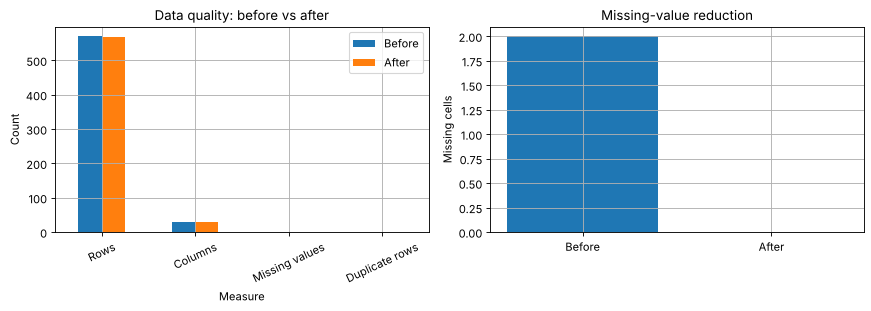 Data quality: before vs after
Count
500
400
300
200
100
0
Before
After
Rows
Columns
Missing values
Duplicate rows
Measure
Missing-value reduction
Missing cells
2.00
1.75
1.50
1.25
1.00
0.75
0.50
0.25
0.00
Before
After